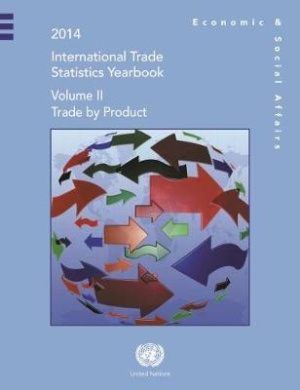 Economic &
Social Affairs
2014
International Trade
Statistics Yearbook
Volume II
Trade by Product
United Nations